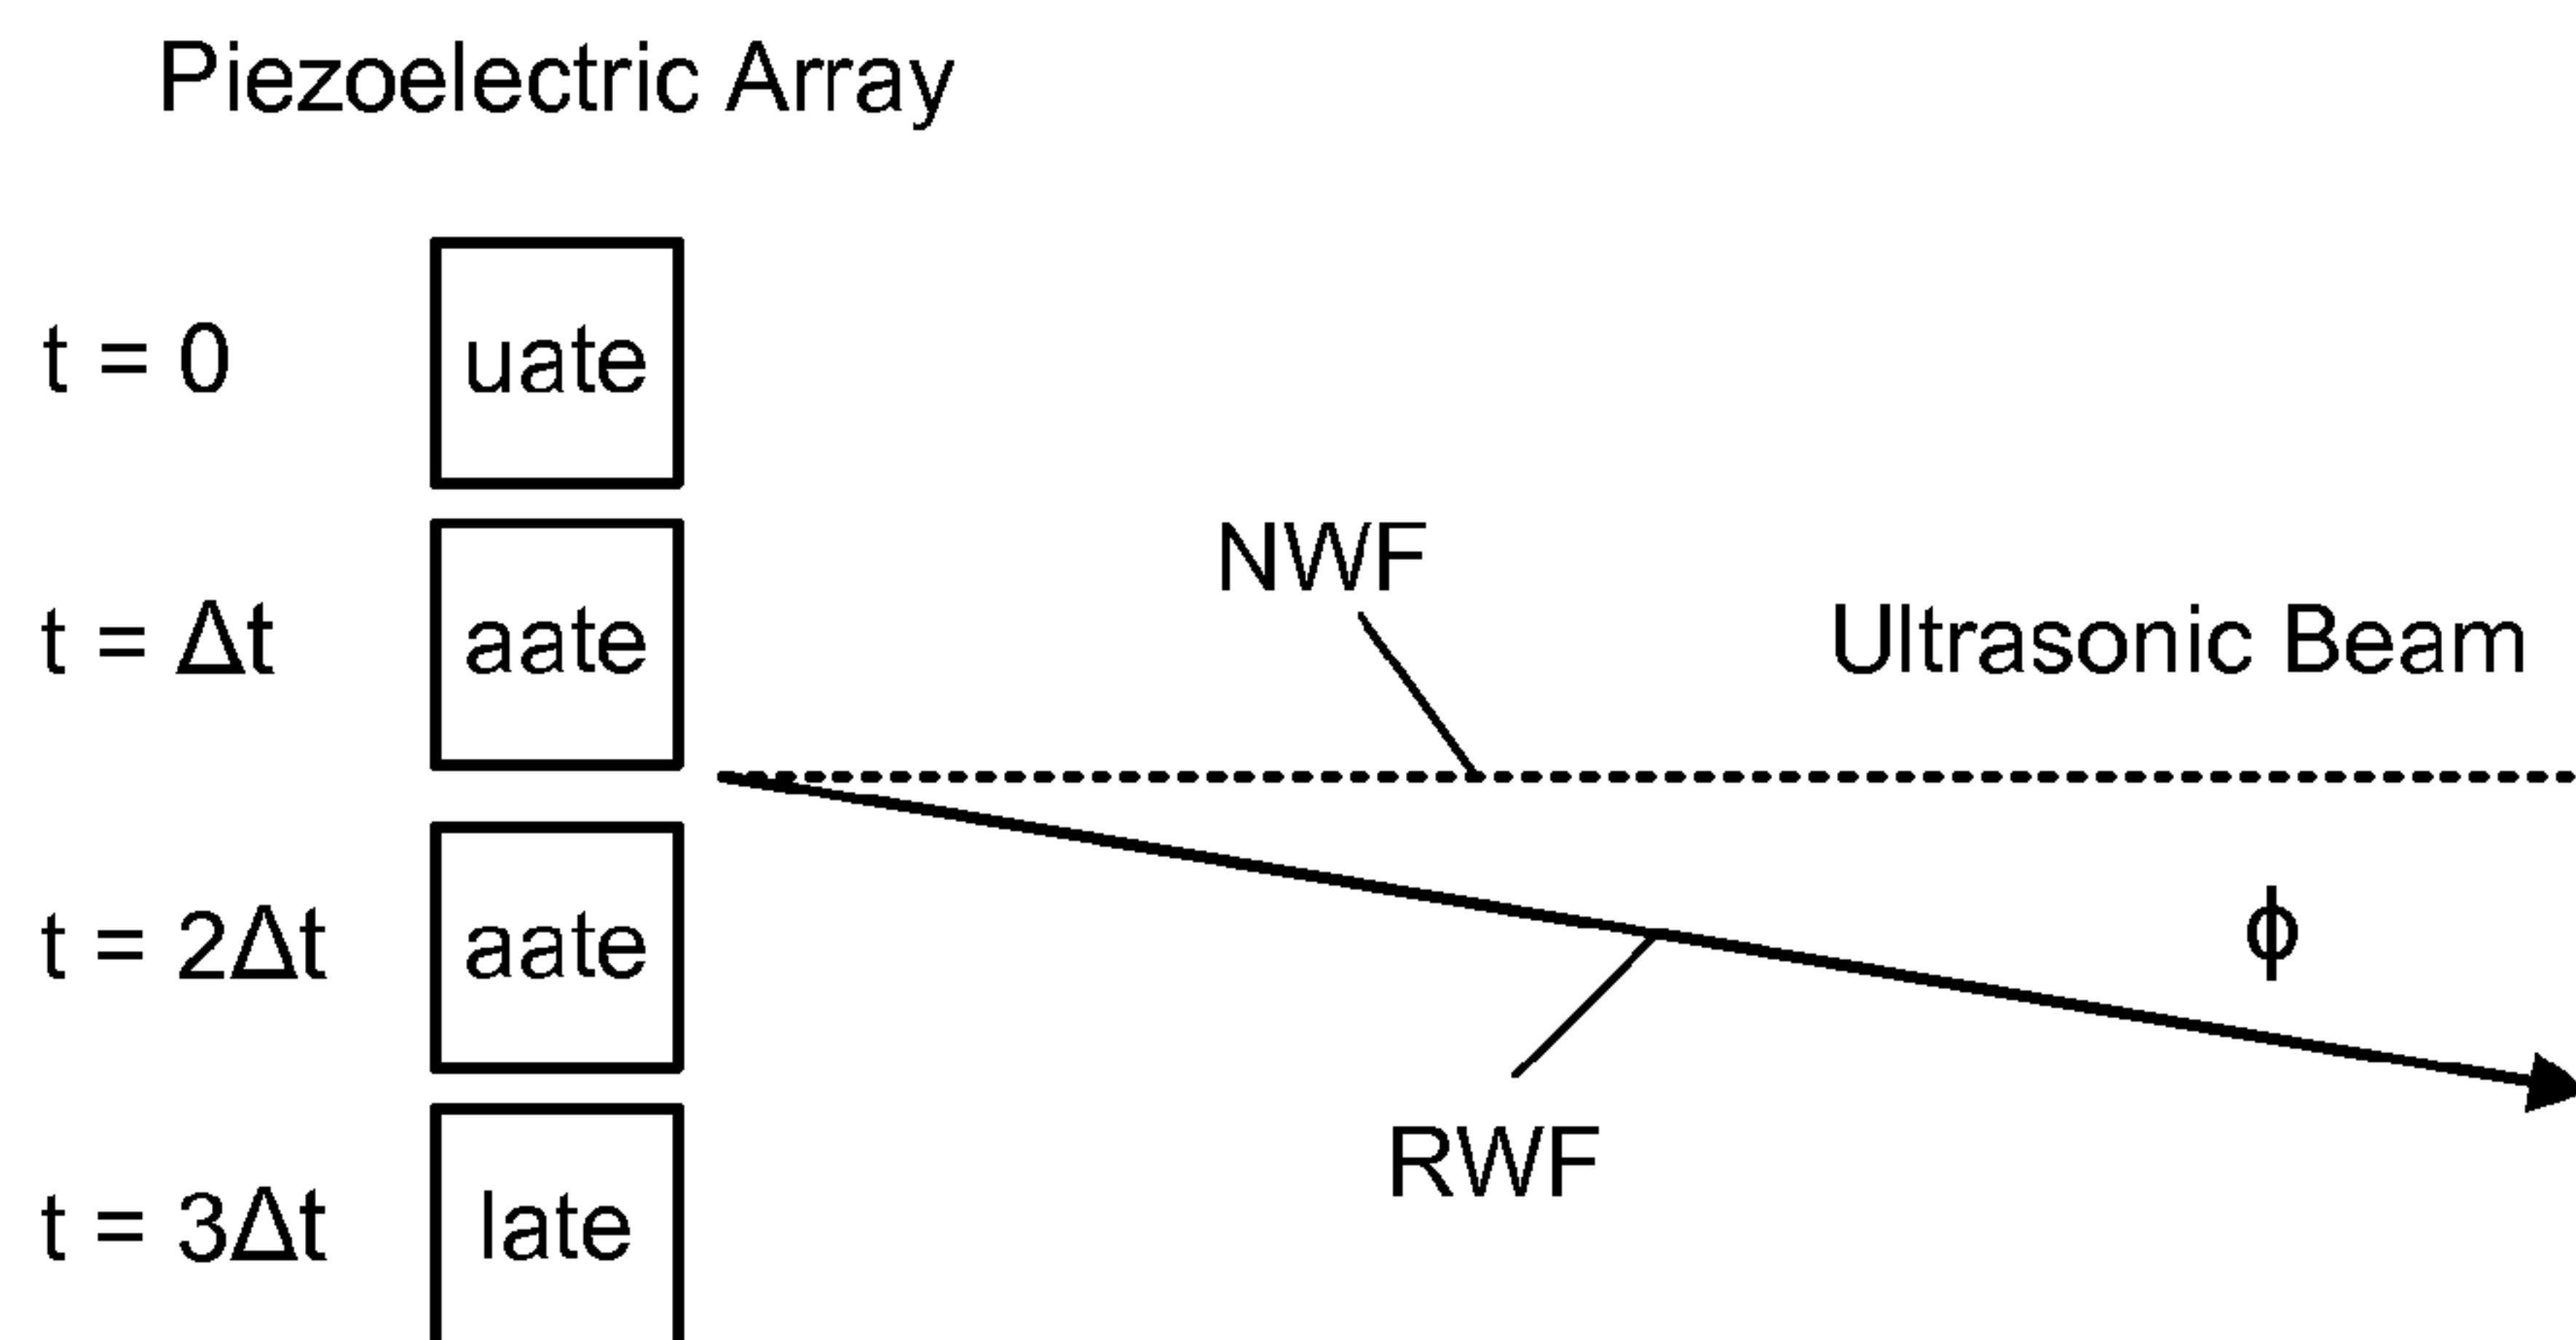 Piezoelectric Array
t = 0
uate
t = Δt
aate
NWF
Ultrasonic Beam
t = 2Δt
aate
ϕ
RWF
t = 3Δt
late